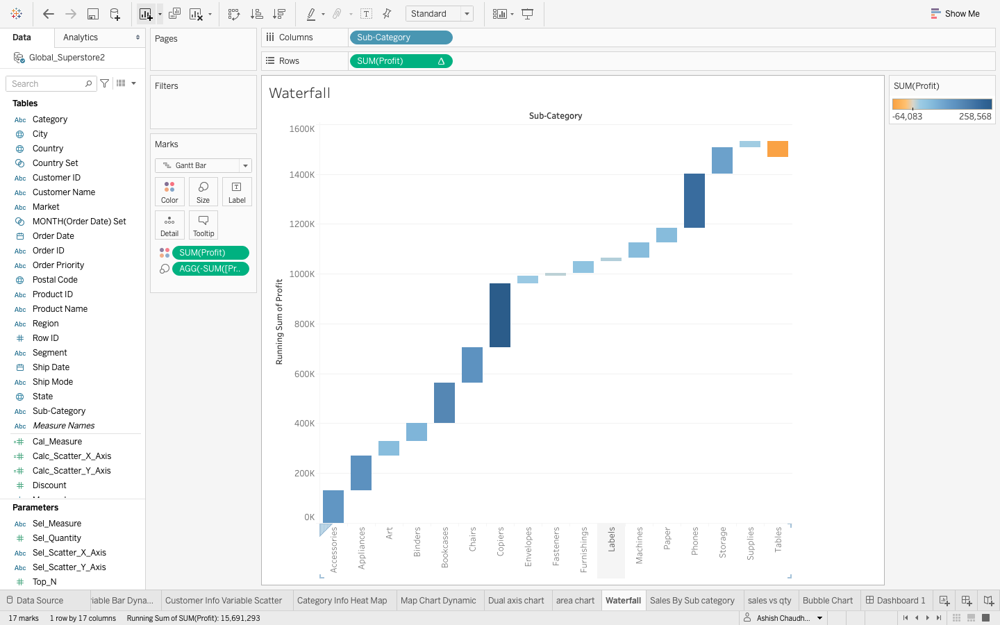 Standard
Show Me
Data
Analytics
Pages
Columns
Sub-Category
Rows
SUM(Profit)
Global_Superstore2
Search
Tables
Abc Category
City
Country
Country Set
Abc Customer ID
Abc Customer Name
Abc Market
MONTH(Order Date) Set
Order Date
Abc Order ID
Abc Order Priority
Postal Code
Abc Product ID
Abc Product Name
Abc Region
Row ID
Abc Segment
Ship Date
Abc Ship Mode
State
Abc Sub-Category
Abc Measure Names
Cal_Measure
Calc_Scatter_X_Axis
Calc_Scatter_Y_Axis
Discount
Parameters
Abc Sel_Measure
Sel_Quantity
Abc Sel_Scatter_X_Axis
Abc Sel_Scatter_Y_Axis
Top_N
Filters
Marks
Gantt Bar
Color
Size
Label
Detail
Tooltip
SUM(Profit)
AGG(-SUM([Pr..
Waterfall
Sub-Category
Running Sum of Profit
1600K
1400K
1200K
1000K
800K
600K
400K
200K
0K
Accessories
Appliances
Art
Binders
Bookcases
Chairs
Copiers
Envelopes
Fasteners
Furnishings
Labels
Machines
Paper
Phones
Storage
Supplies
Tables
SUM(Profit)
-64,083 258,568
Data Source
riable Bar Dyna...
Customer Info Variable Scatter
Category Info Heat Map
Map Chart Dynamic
Dual axis chart
area chart
Waterfall
Sales By Sub category
sales vs qty
Bubble Chart
Dashboard 1
17 marks
1 row by 17 columns
Running Sum of SUM(Profit): 15,691,293
Ashish Chaudh...